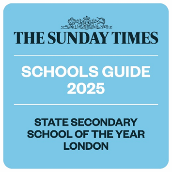 THE SUNDAY TIMES
SCHOOLS GUIDE
2025
STATE SECONDARY
SCHOOL OF THE YEAR
LONDON